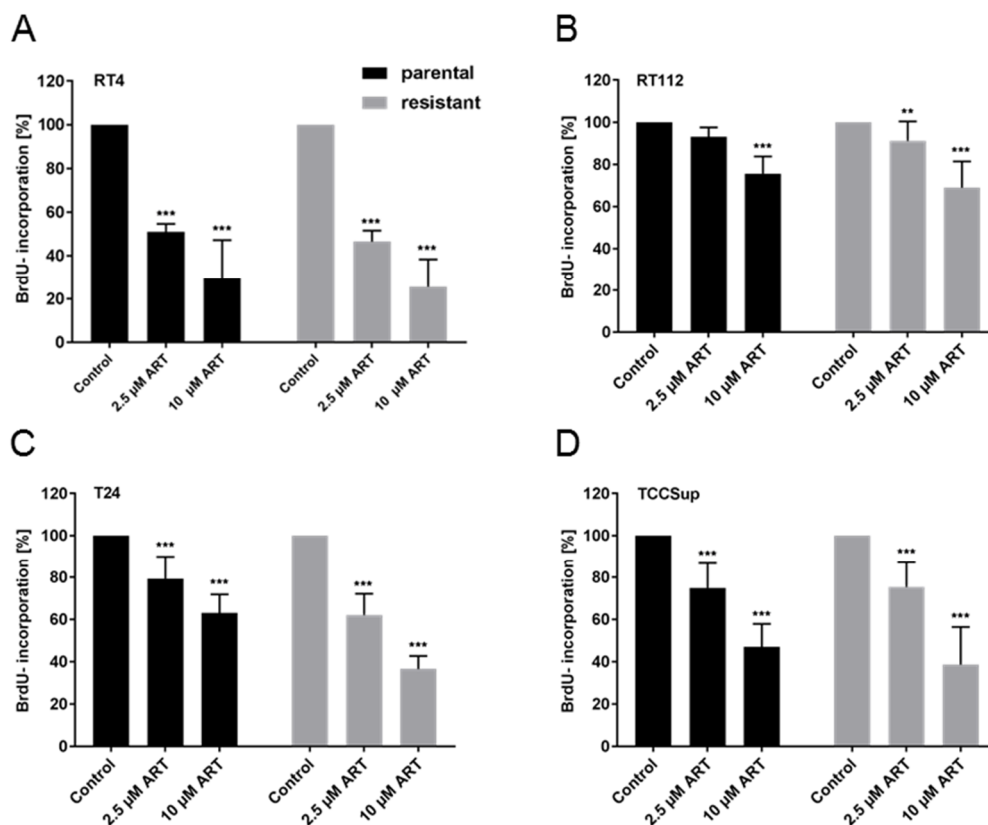 A
RT4
parental
resistant
BrdU- incorporation [%]
120
100
80
60
40
20
0
***
***
***
***
Control
2.5 µM ART
10 µM ART
Control
2.5 µM ART
10 µM ART
B
RT112
BrdU- incorporation [%]
120
100
80
60
40
20
0
***
**
***
Control
2.5 µM ART
10 µM ART
Control
2.5 µM ART
10 µM ART
C
T24
BrdU- incorporation [%]
120
100
80
60
40
20
0
***
***
***
***
Control
2.5 µM ART
10 µM ART
Control
2.5 µM ART
10 µM ART
D
TCCSup
BrdU- incorporation [%]
120
100
80
60
40
20
0
***
***
***
***
Control
2.5 µM ART
10 µM ART
Control
2.5 µM ART
10 µM ART